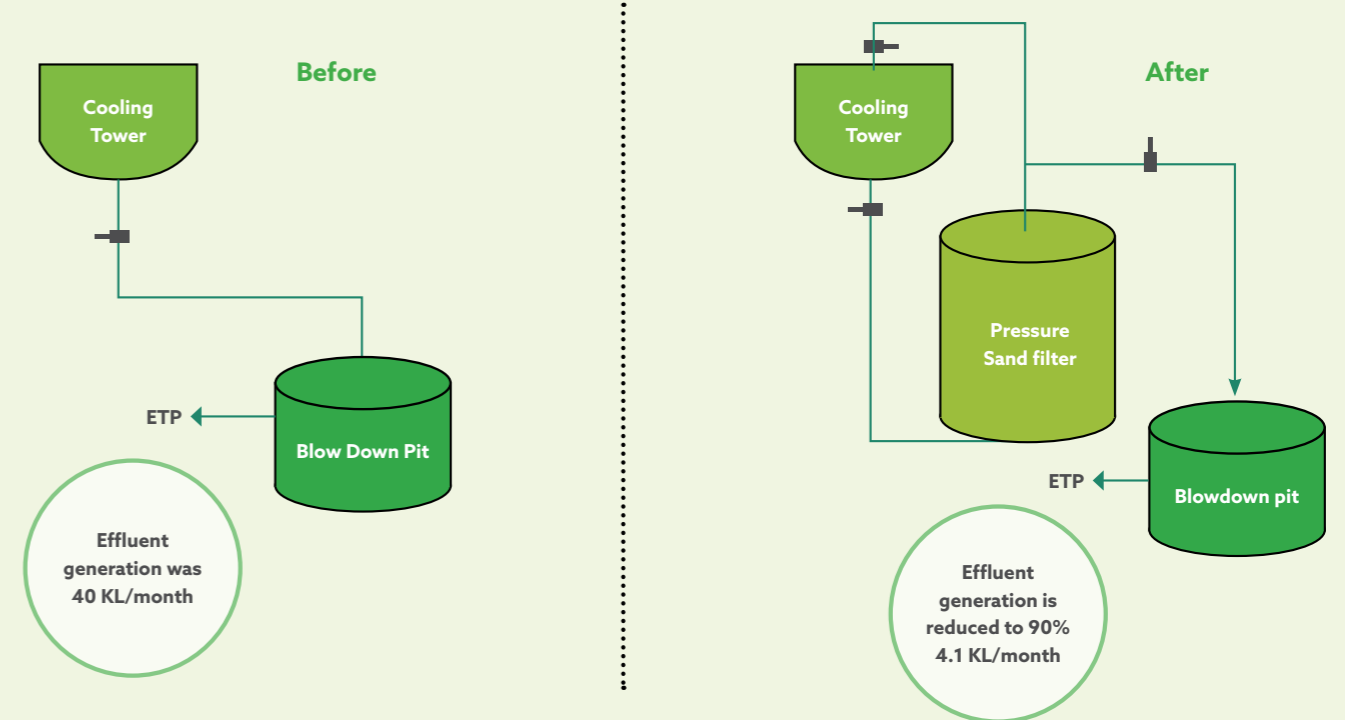 Before
Cooling
Tower
ETP
Blow Down Pit
Effluent
generation was
40 KL/month
After
Cooling
Tower
Pressure
Sand filter
ETP
Blowdown pit
Effluent
generation is
reduced to 90%
4.1 KL/month